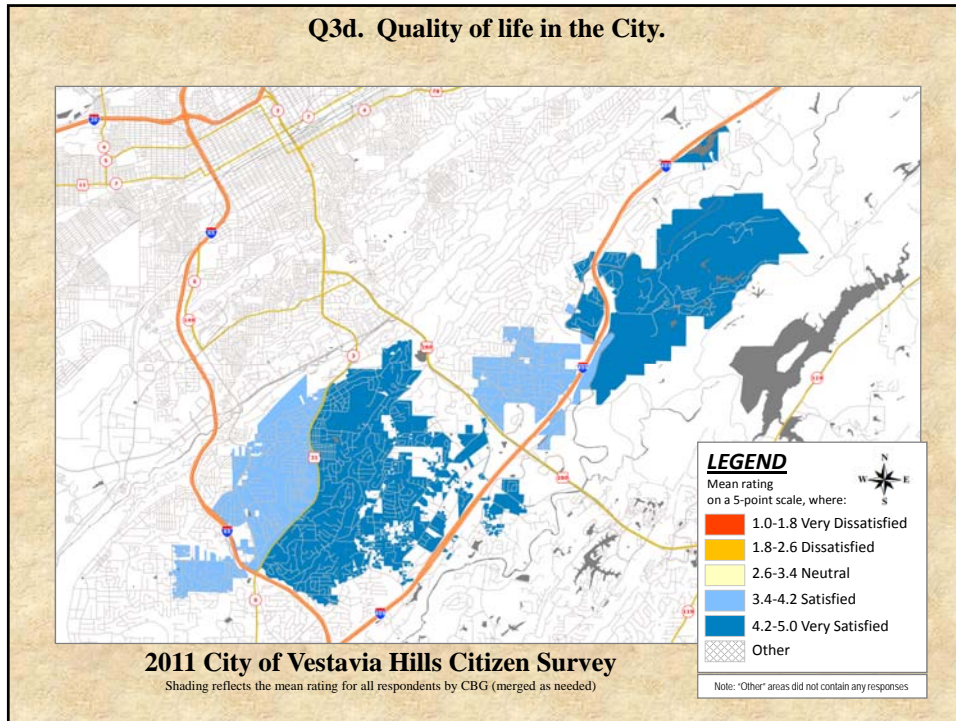 Q3d. Quality of life in the City.
LEGEND
Mean rating
on a 5-point scale, where:
N
W E
S
1.0-1.8 Very Dissatisfied
1.8-2.6 Dissatisfied
2.6-3.4 Neutral
3.4-4.2 Satisfied
4.2-5.0 Very Satisfied
Other
Note: "Other" areas did not contain any responses
2011 City of Vestavia Hills Citizen Survey
Shading reflects the mean rating for all respondents by CBG (merged as needed)